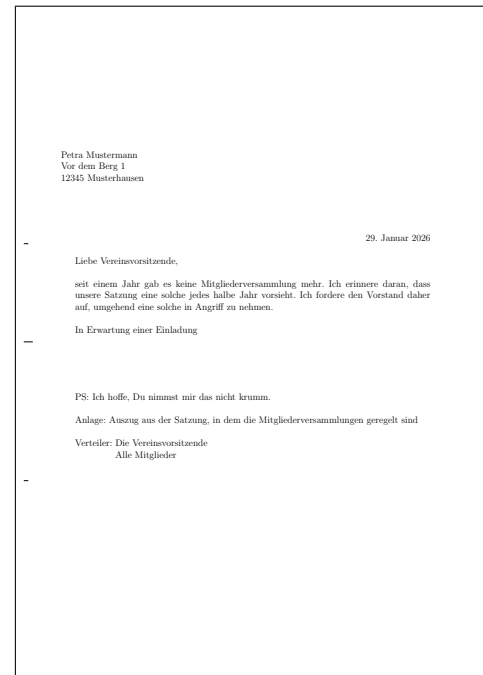 Petra Mustermann
Vor dem Berg 1
12345 Musterhausen
29. Januar 2026
Liebe Vereinsvorsitzende,
seit einem Jahr gab es keine Mitgliederversammlung mehr. Ich erinnere daran, dass
unsere Satzung eine solche jedes halbe Jahr vorsieht. Ich fordere den Vorstand daher
auf, umgehend eine solche in Angriff zu nehmen.
In Erwartung einer Einladung
PS: Ich hoffe, Du nimmst mir das nicht krumm.
Anlage: Auszug aus der Satzung, in dem die Mitgliederversammlungen geregelt sind
Verteiler: Die Vereinsvorsitzende
Alle Mitglieder